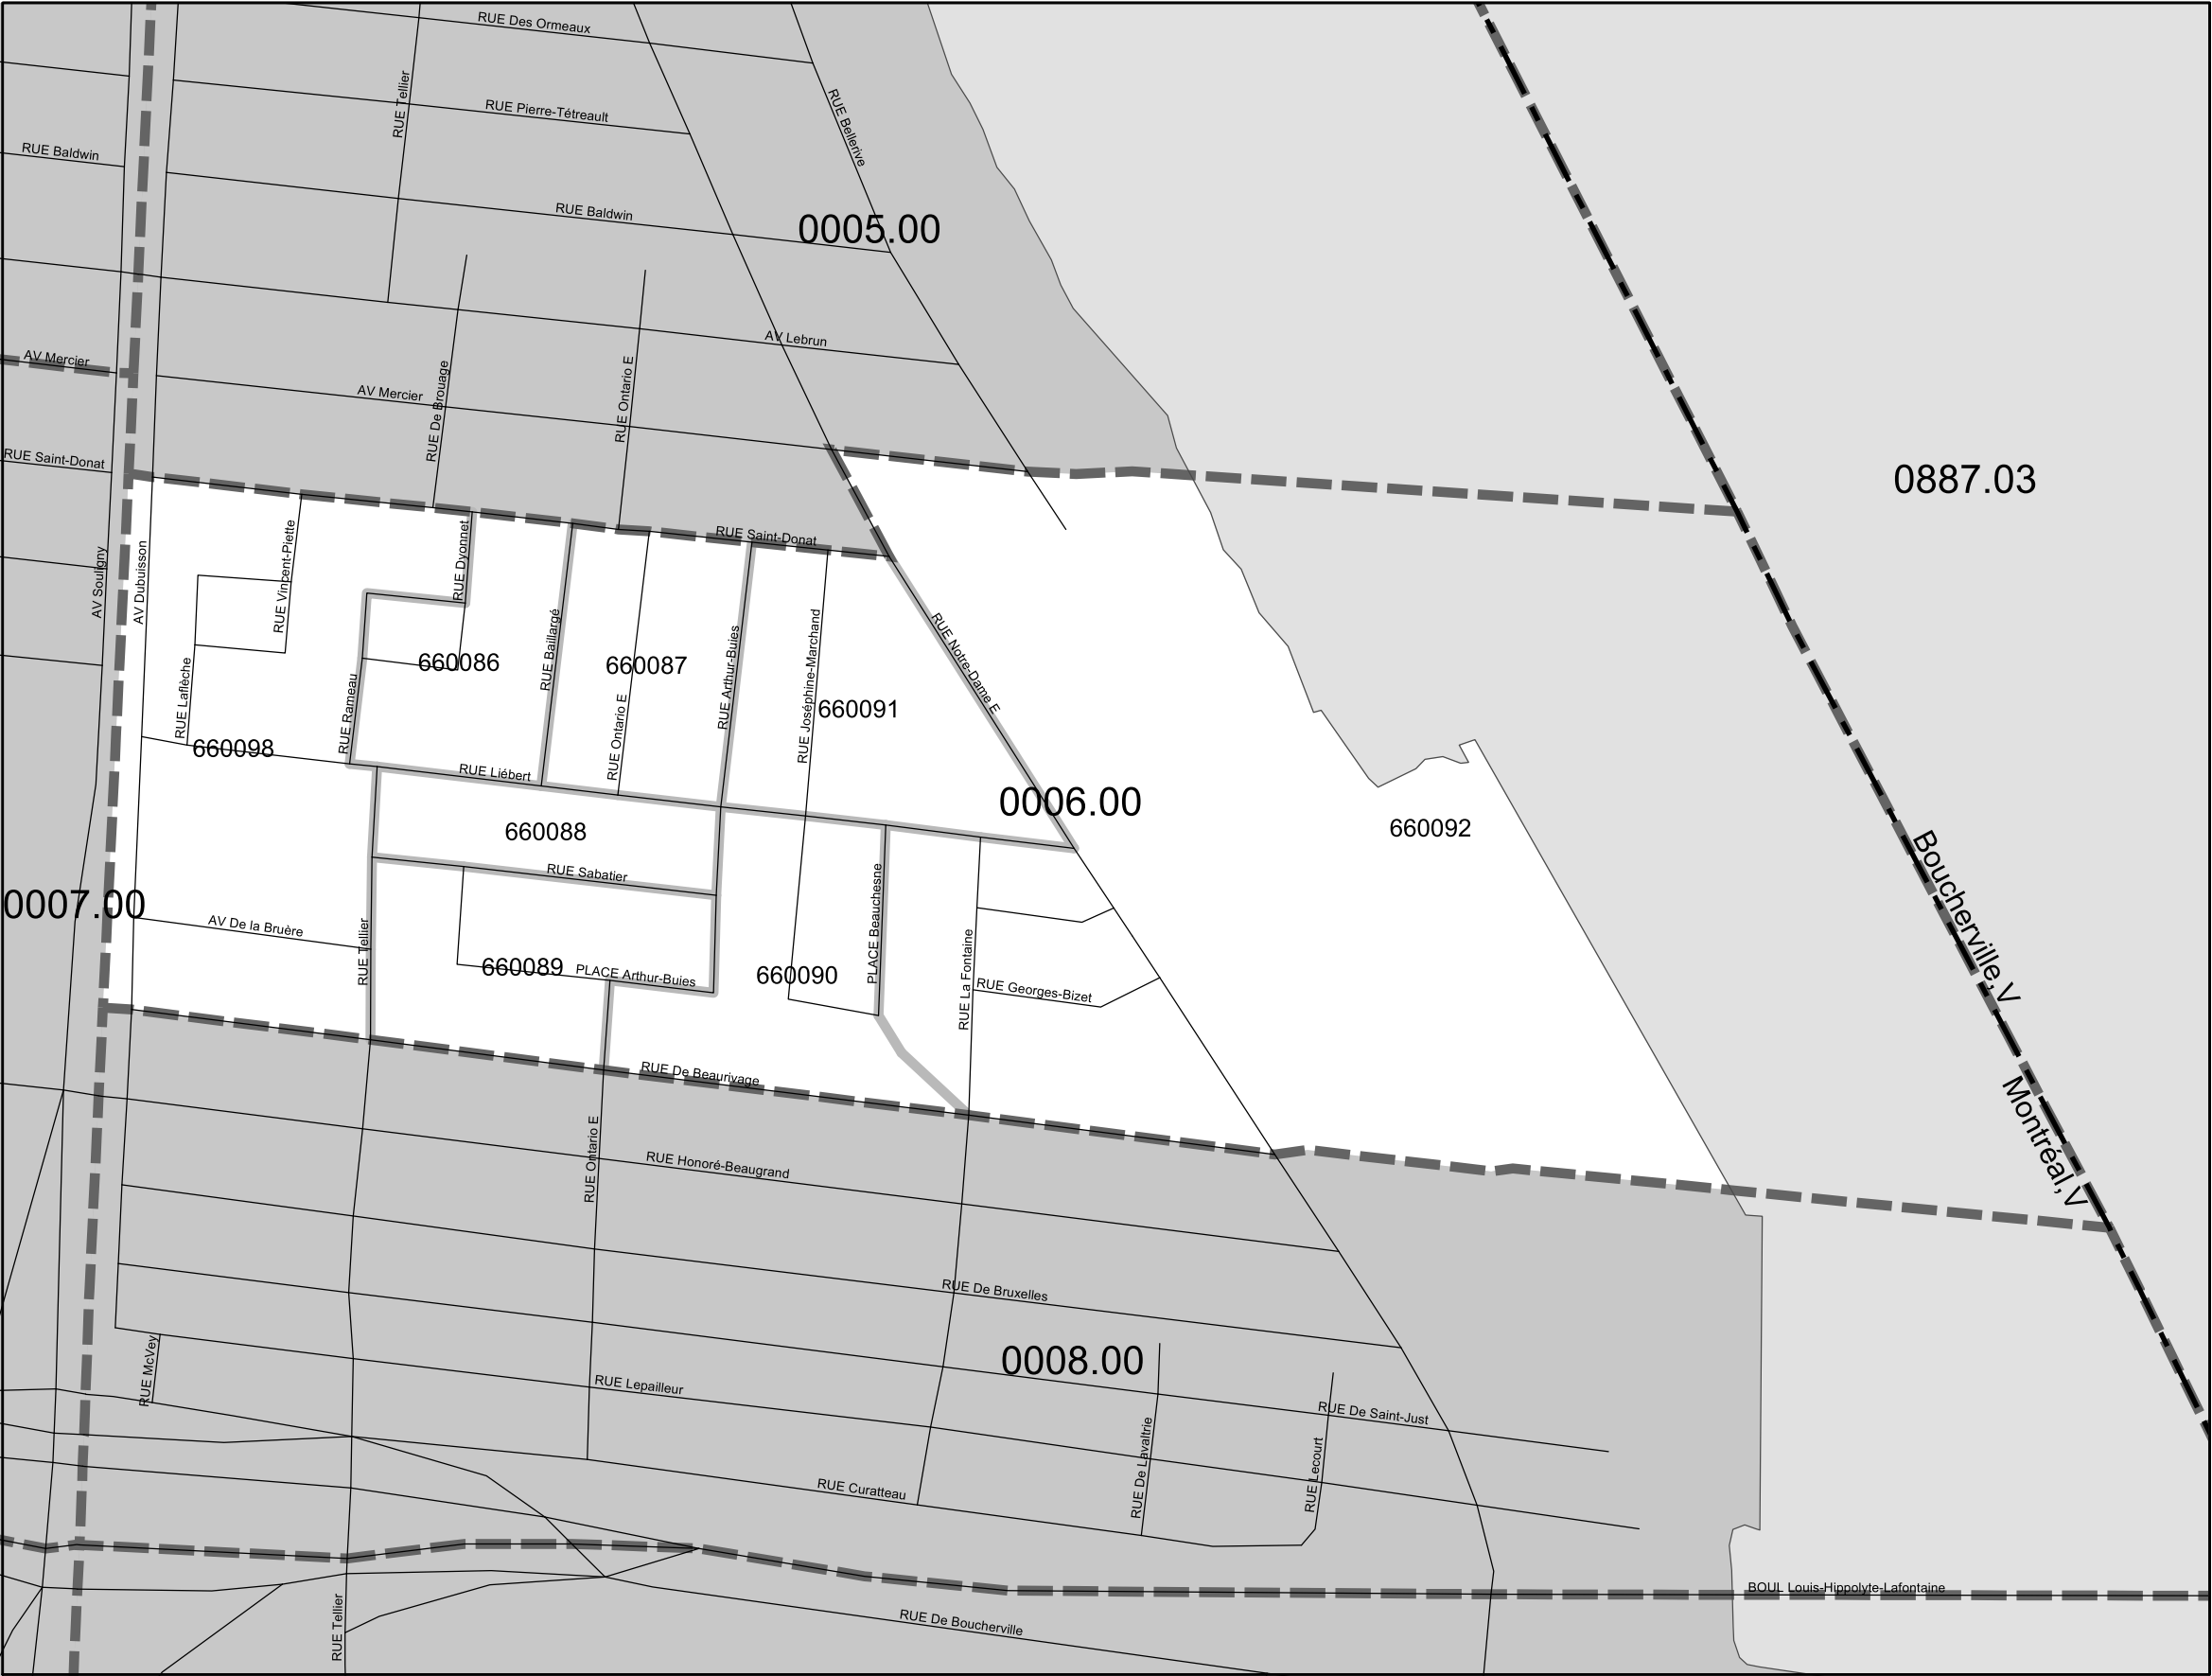 RUE Des Ormeaux
RUE Tellier
RUE Pierre-Tétreault
RUE Bellerive
RUE Baldwin
RUE Baldwin
0005.00
AV Lebrun
AV Mercier
AV Mercier
RUE De Brouage
RUE Ontario E
RUE Saint-Donat
0887.03
RUE Saint-Donat
AV Souligny
AV Dubuisson
RUE Vincent-Piette
RUE Dyonnet
RUE Baillargé
RUE Arthur-Buies
RUE Joséphine-Marchand
RUE Notre-Dame E
660086
660087
RUE Laflèche
RUE Rameau
RUE Ontario E
660091
660098
RUE Liébert
0006.00
660092
660088
RUE Sabatier
Boucherville,V
0007.00
AV De la Bruère
RUE Tellier
PLACE Beauchesne
RUE La Fontaine
660089
PLACE Arthur-Buies
660090
RUE Georges-Bizet
RUE De Beaurivage
Montréal,V
RUE Ontario E
RUE Honoré-Beaugrand
RUE De Bruxelles
0008.00
RUE McVey
RUE Lepailleur
RUE De Saint-Just
RUE De Lavaltrie
RUE Lecourt
RUE Curatteau
BOUL Louis-Hippolyte-Lafontaine
RUE Tellier
RUE De Boucherville